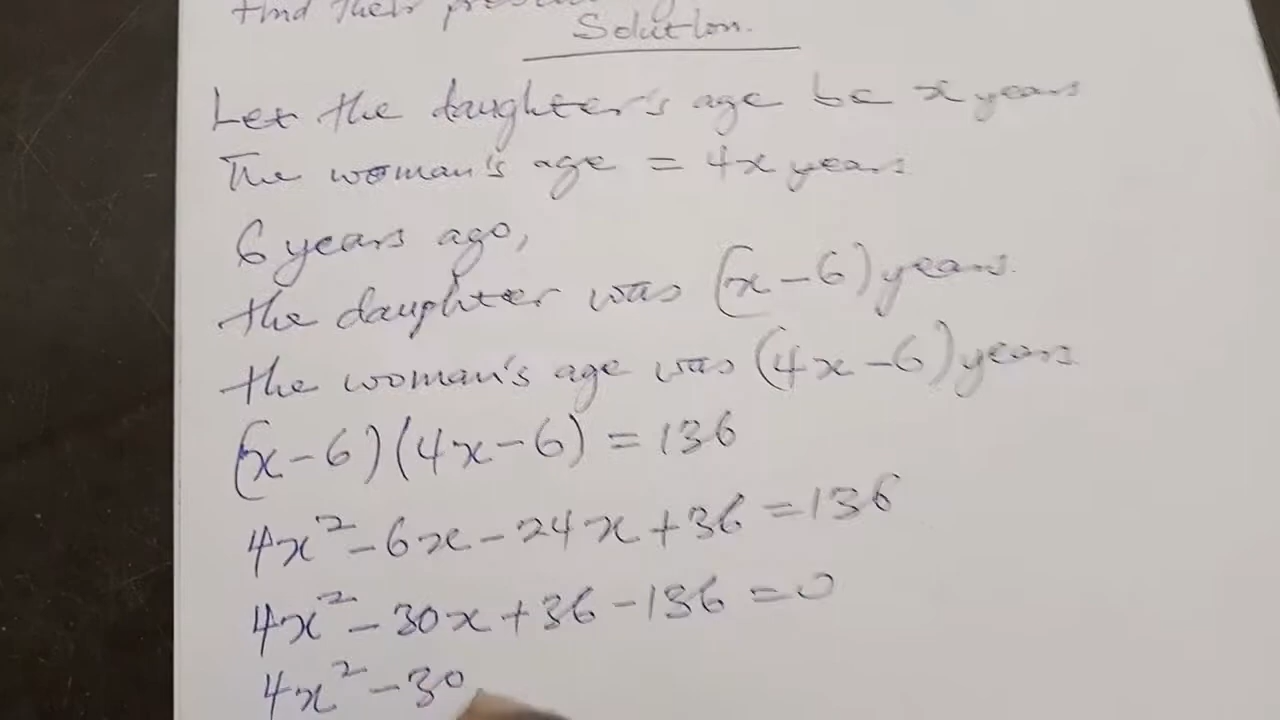 find their
Solution.
Let the daughter's age be x years
The woman's age = 4x years
6 years ago,
the daughter was (x-6) years.
the woman's age was (4x-6) years
(x-6)(4x-6) = 136
4x² - 6x - 24x + 36 = 136
4x² - 30x + 36 - 136 = 0
4x² - 30